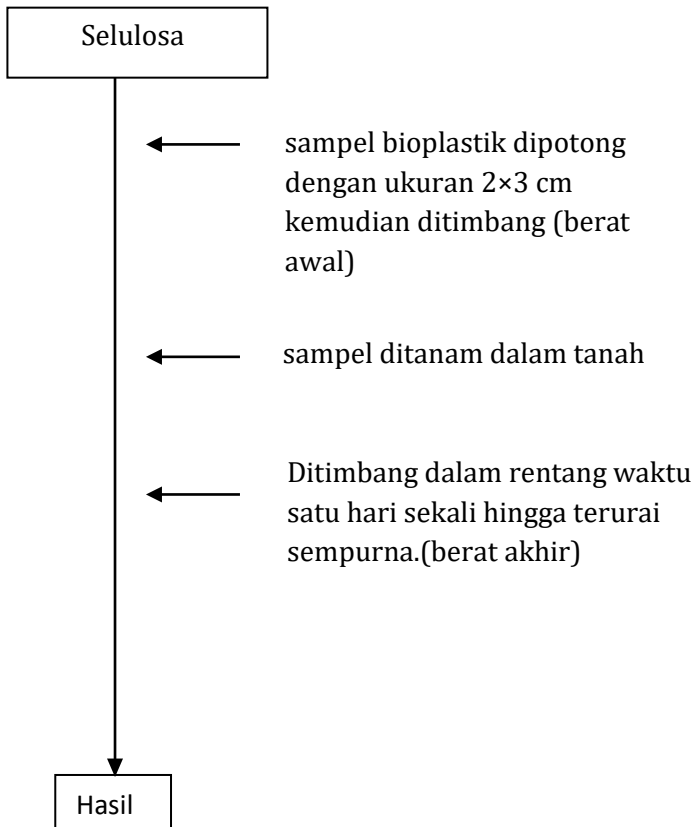 Selulosa
sampel bioplastik dipotong
dengan ukuran 2×3 cm
kemudian ditimbang (berat
awal)
sampel ditanam dalam tanah
Ditimbang dalam rentang waktu
satu hari sekali hingga terurai
sempurna.(berat akhir)
Hasil